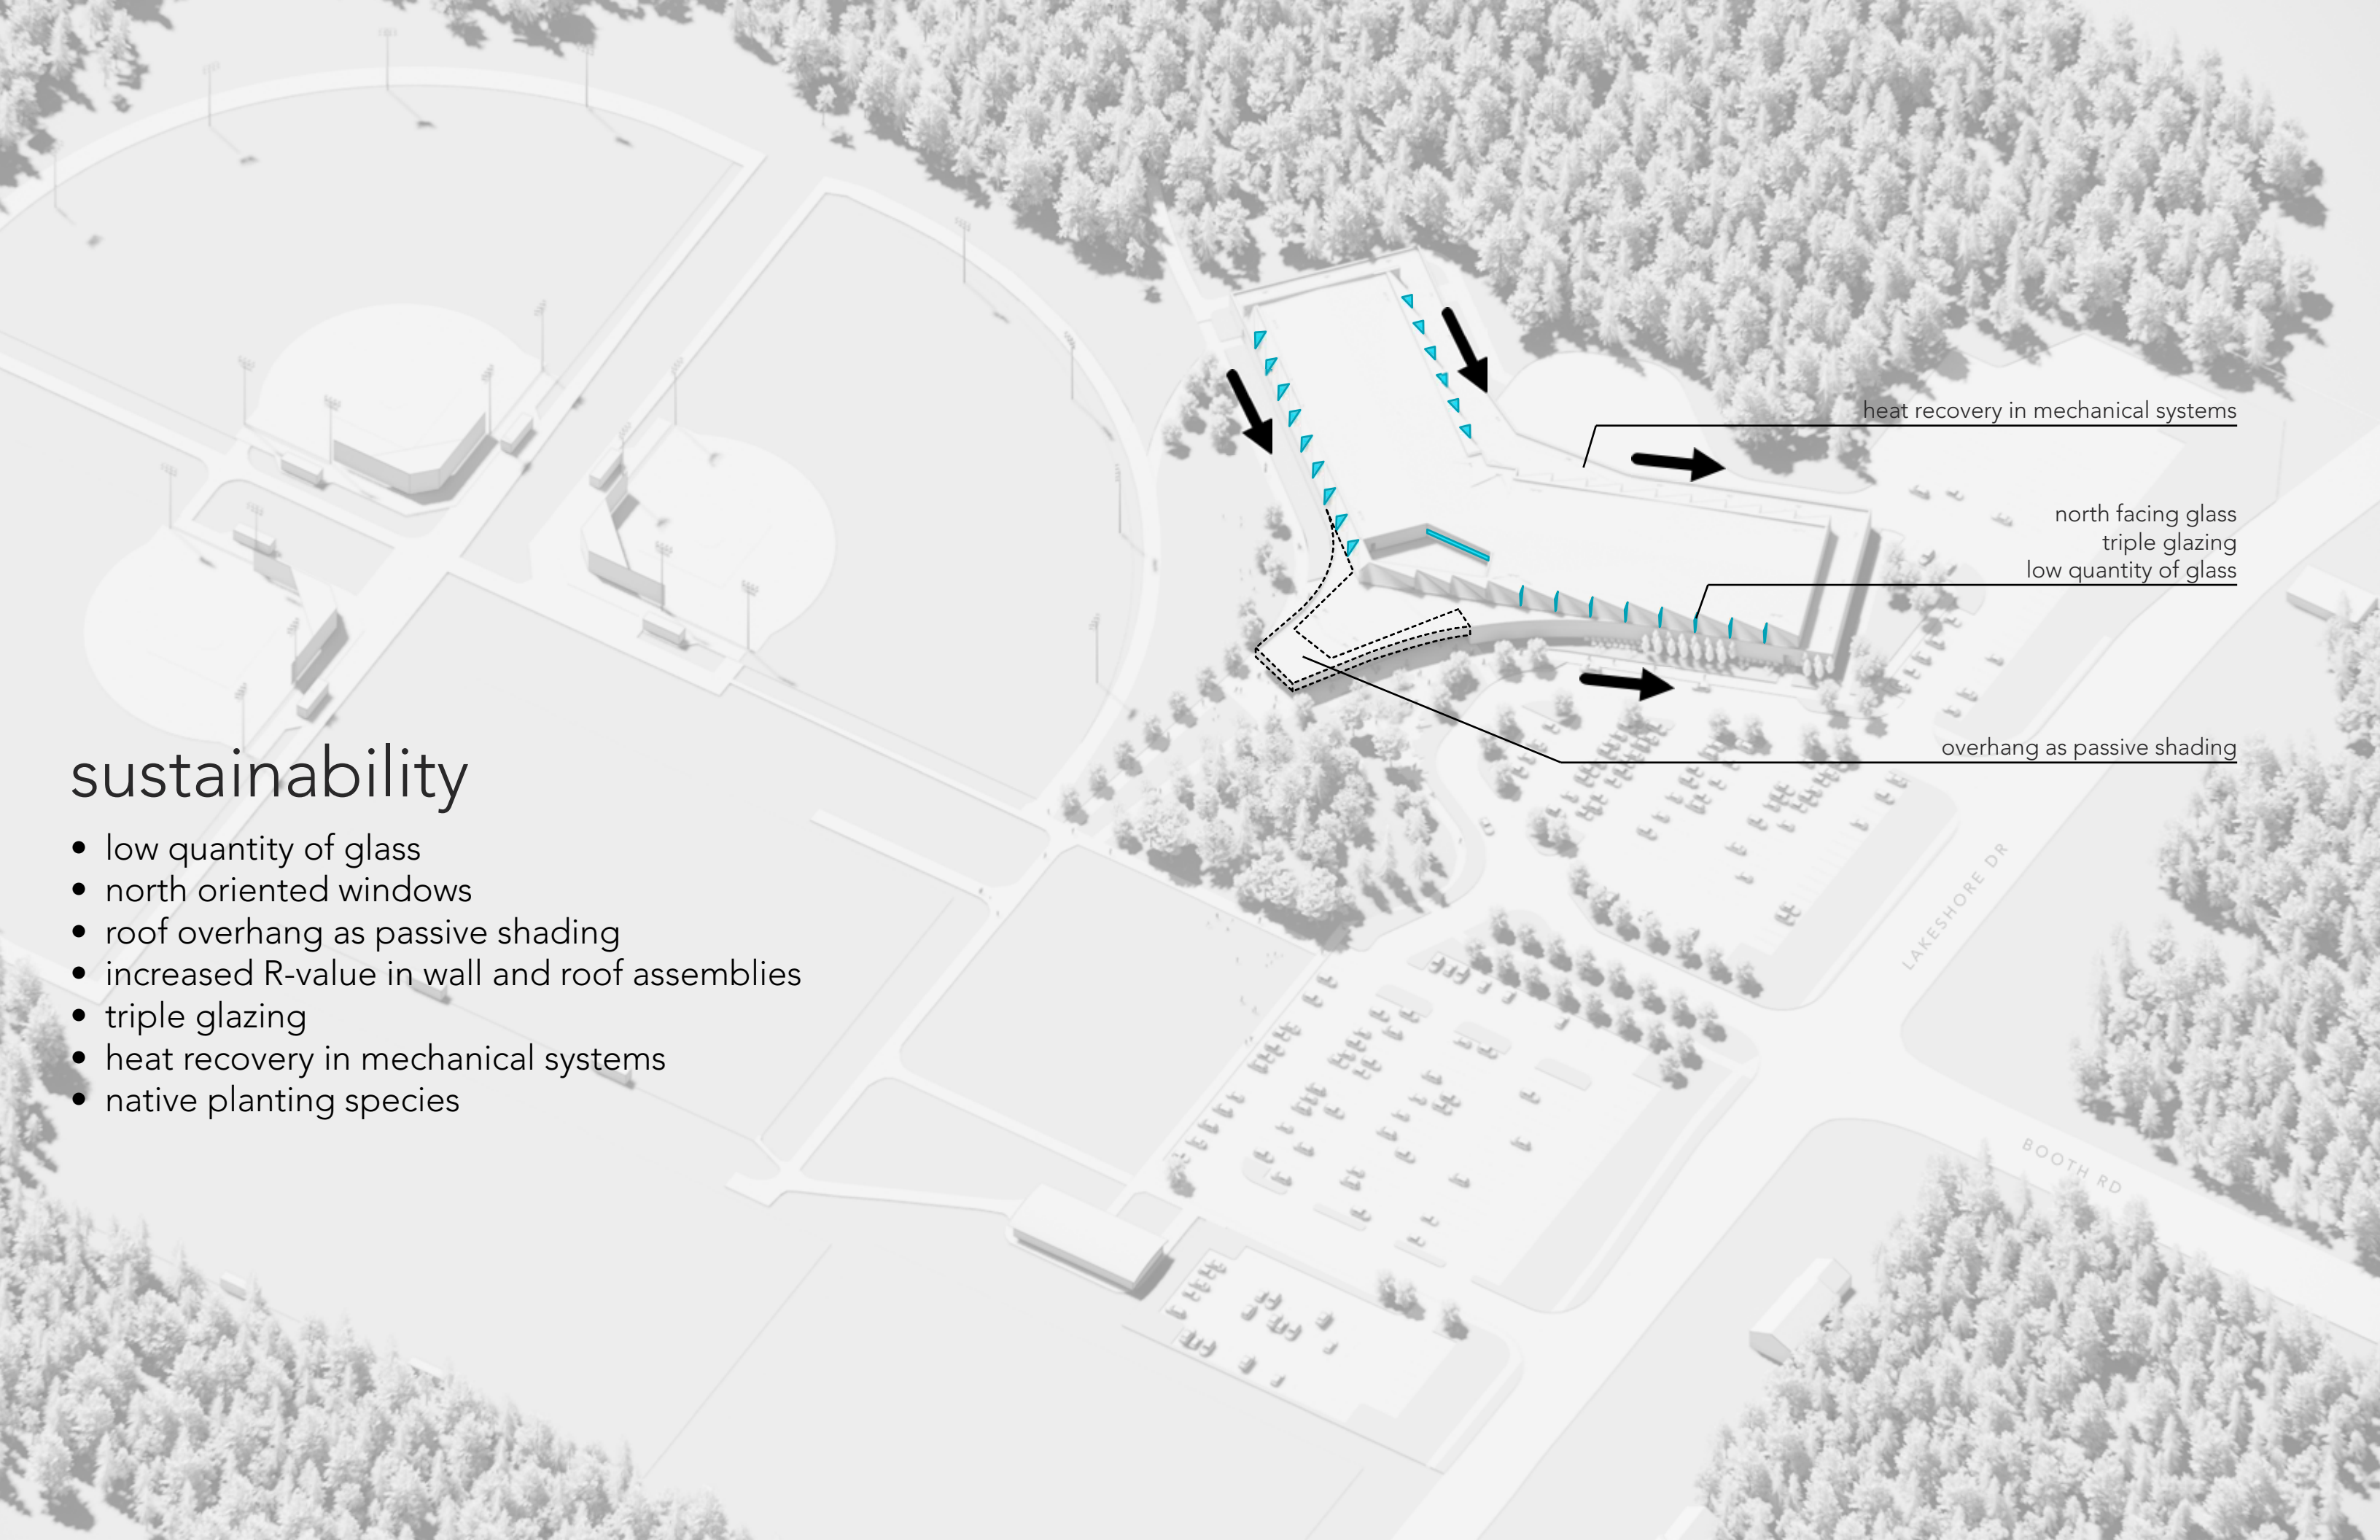 heat recovery in mechanical systems
north facing glass
triple glazing
low quantity of glass
overhang as passive shading
sustainability
• low quantity of glass
• north oriented windows
• roof overhang as passive shading
• increased R-value in wall and roof assemblies
• triple glazing
• heat recovery in mechanical systems
• native planting species
LAKESHORE DR
BOOTH RD